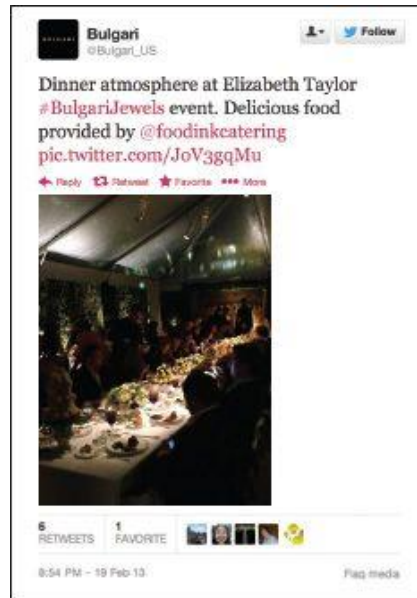 BVLGARI
Bulgari
@Bulgari_US
Follow
Dinner atmosphere at Elizabeth Taylor
#BulgariJewels event. Delicious food
provided by @foodinkcatering
pic.twitter.com/JoV3gqMu
Reply Retweet Favorite More
6
RETWEETS
1
FAVORITE
8:54 PM - 19 Feb 13
Flag media